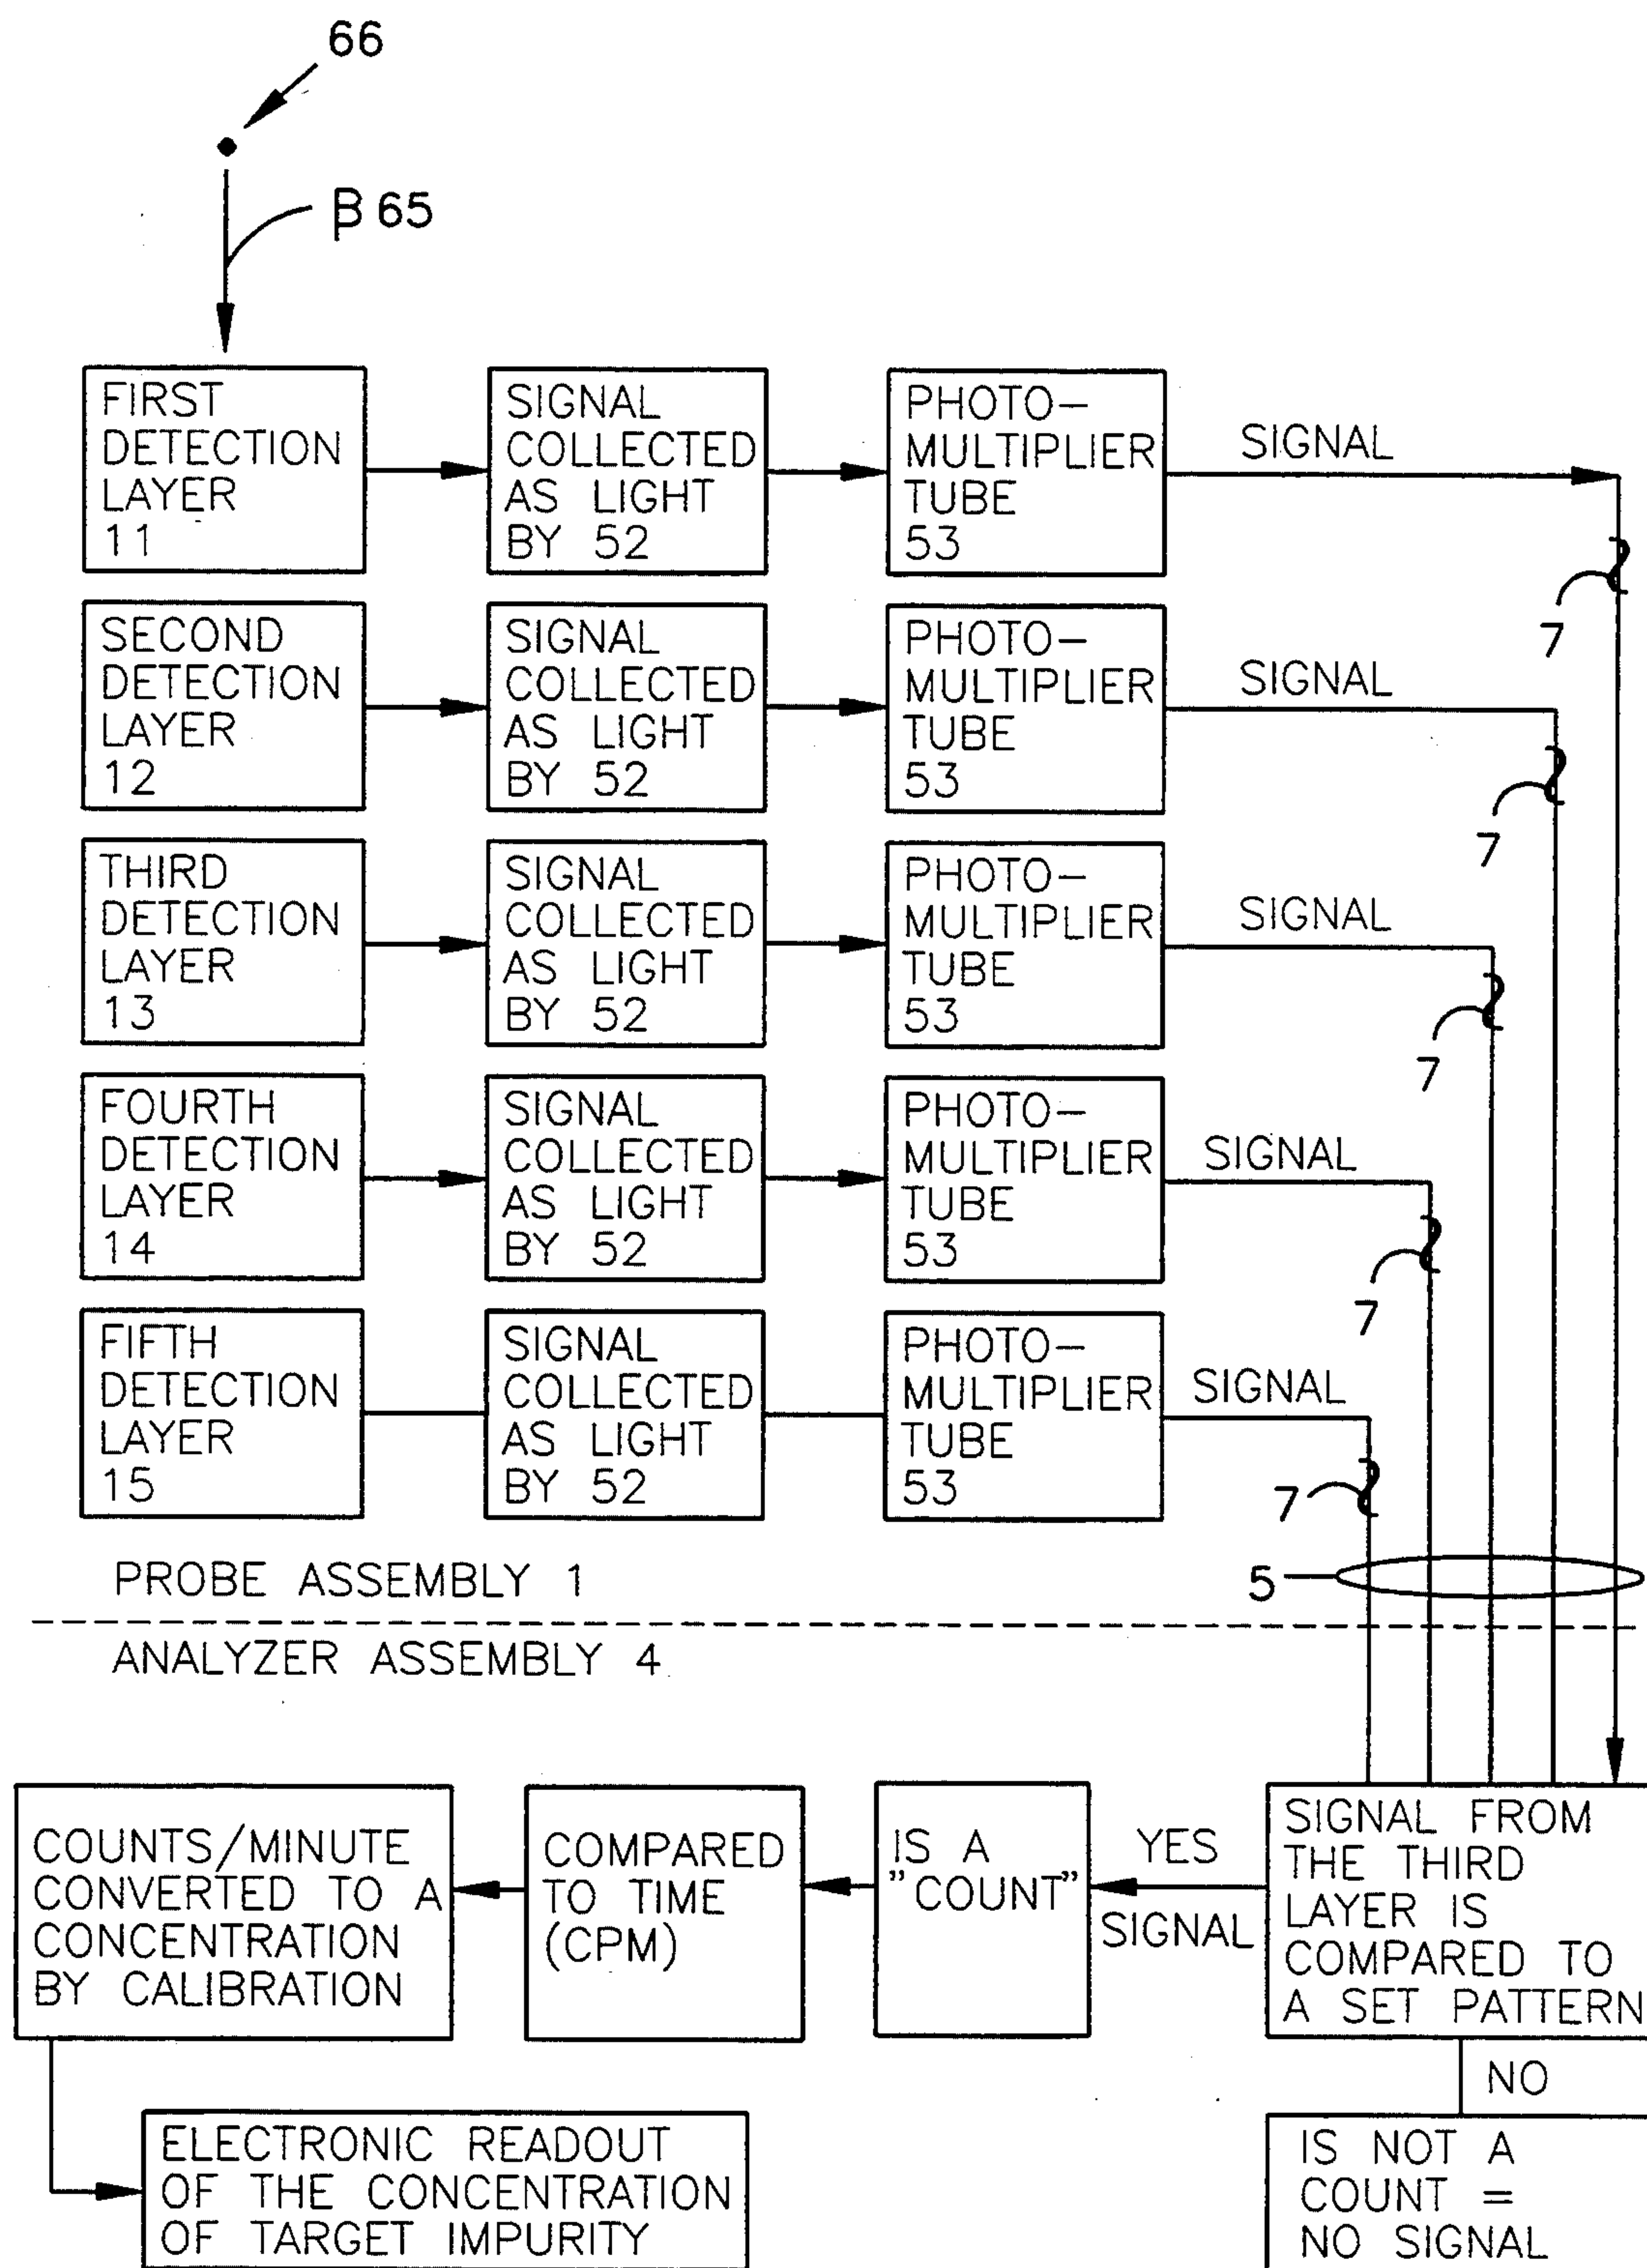 66
β 65
FIRST
DETECTION
LAYER
11
SIGNAL
COLLECTED
AS LIGHT
BY 52
PHOTO-
MULTIPLIER
TUBE
53
SIGNAL
7
SECOND
DETECTION
LAYER
12
SIGNAL
COLLECTED
AS LIGHT
BY 52
PHOTO-
MULTIPLIER
TUBE
53
SIGNAL
7
THIRD
DETECTION
LAYER
13
SIGNAL
COLLECTED
AS LIGHT
BY 52
PHOTO-
MULTIPLIER
TUBE
53
SIGNAL
7
FOURTH
DETECTION
LAYER
14
SIGNAL
COLLECTED
AS LIGHT
BY 52
PHOTO-
MULTIPLIER
TUBE
53
SIGNAL
7
FIFTH
DETECTION
LAYER
15
SIGNAL
COLLECTED
AS LIGHT
BY 52
PHOTO-
MULTIPLIER
TUBE
53
SIGNAL
7
5
PROBE ASSEMBLY 1
ANALYZER ASSEMBLY 4
SIGNAL FROM
THE THIRD
LAYER IS
COMPARED TO
A SET PATTERN
YES
SIGNAL
IS A
"COUNT"
COMPARED
TO TIME
(CPM)
COUNTS/MINUTE
CONVERTED TO A
CONCENTRATION
BY CALIBRATION
NO
ELECTRONIC READOUT
OF THE CONCENTRATION
OF TARGET IMPURITY
IS NOT A
COUNT =
NO SIGNAL